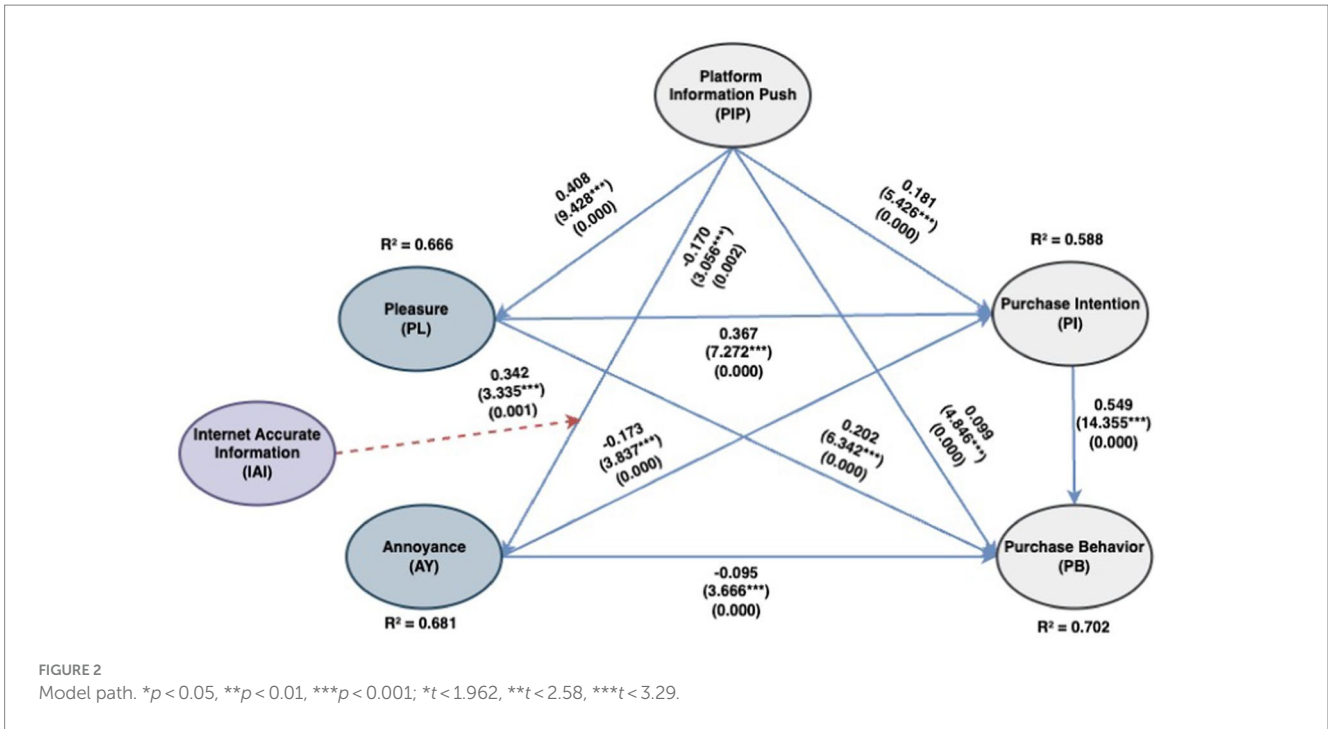 Platform
Information Push
(PIP)
0.408
(9.428***)
(0.000)
0.181
(5.426***)
(0.000)
-0.170
(3.056***)
(0.002)
R² = 0.666
R² = 0.588
Pleasure
(PL)
Purchase Intention
(PI)
0.367
(7.272***)
(0.000)
0.342
(3.335***)
(0.001)
Internet Accurate
Information
(IAI)
-0.173
(3.837***)
(0.000)
0.202
(6.342***)
(0.000)
0.099
(4.846***)
(0.000)
0.549
(14.355***)
(0.000)
Annoyance
(AY)
Purchase Behavior
(PB)
-0.095
(3.666***)
(0.000)
R² = 0.681
R² = 0.702
FIGURE 2
Model path. *p < 0.05, **p < 0.01, ***p < 0.001; *t < 1.962, **t < 2.58, ***t < 3.29.